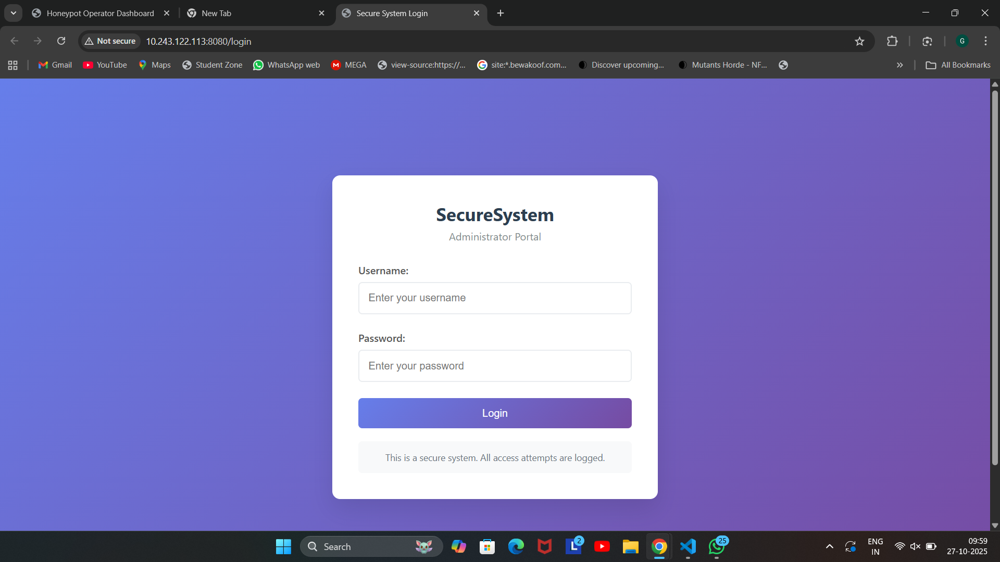 Honeypot Operator Dashboard
New Tab
Secure System Login
Not secure
10.243.122.113:8080/login
G
Gmail
YouTube
Maps
Student Zone
WhatsApp web
M
MEGA
view-source:https://...
site:*.bewakoof.com...
Discover upcoming...
Mutants Horde - NF...
All Bookmarks
SecureSystem
Administrator Portal
Username:
Enter your username
Password:
Enter your password
Login
This is a secure system. All access attempts are logged.
Search
L
2
25
ENG
IN
09:59
27-10-2025